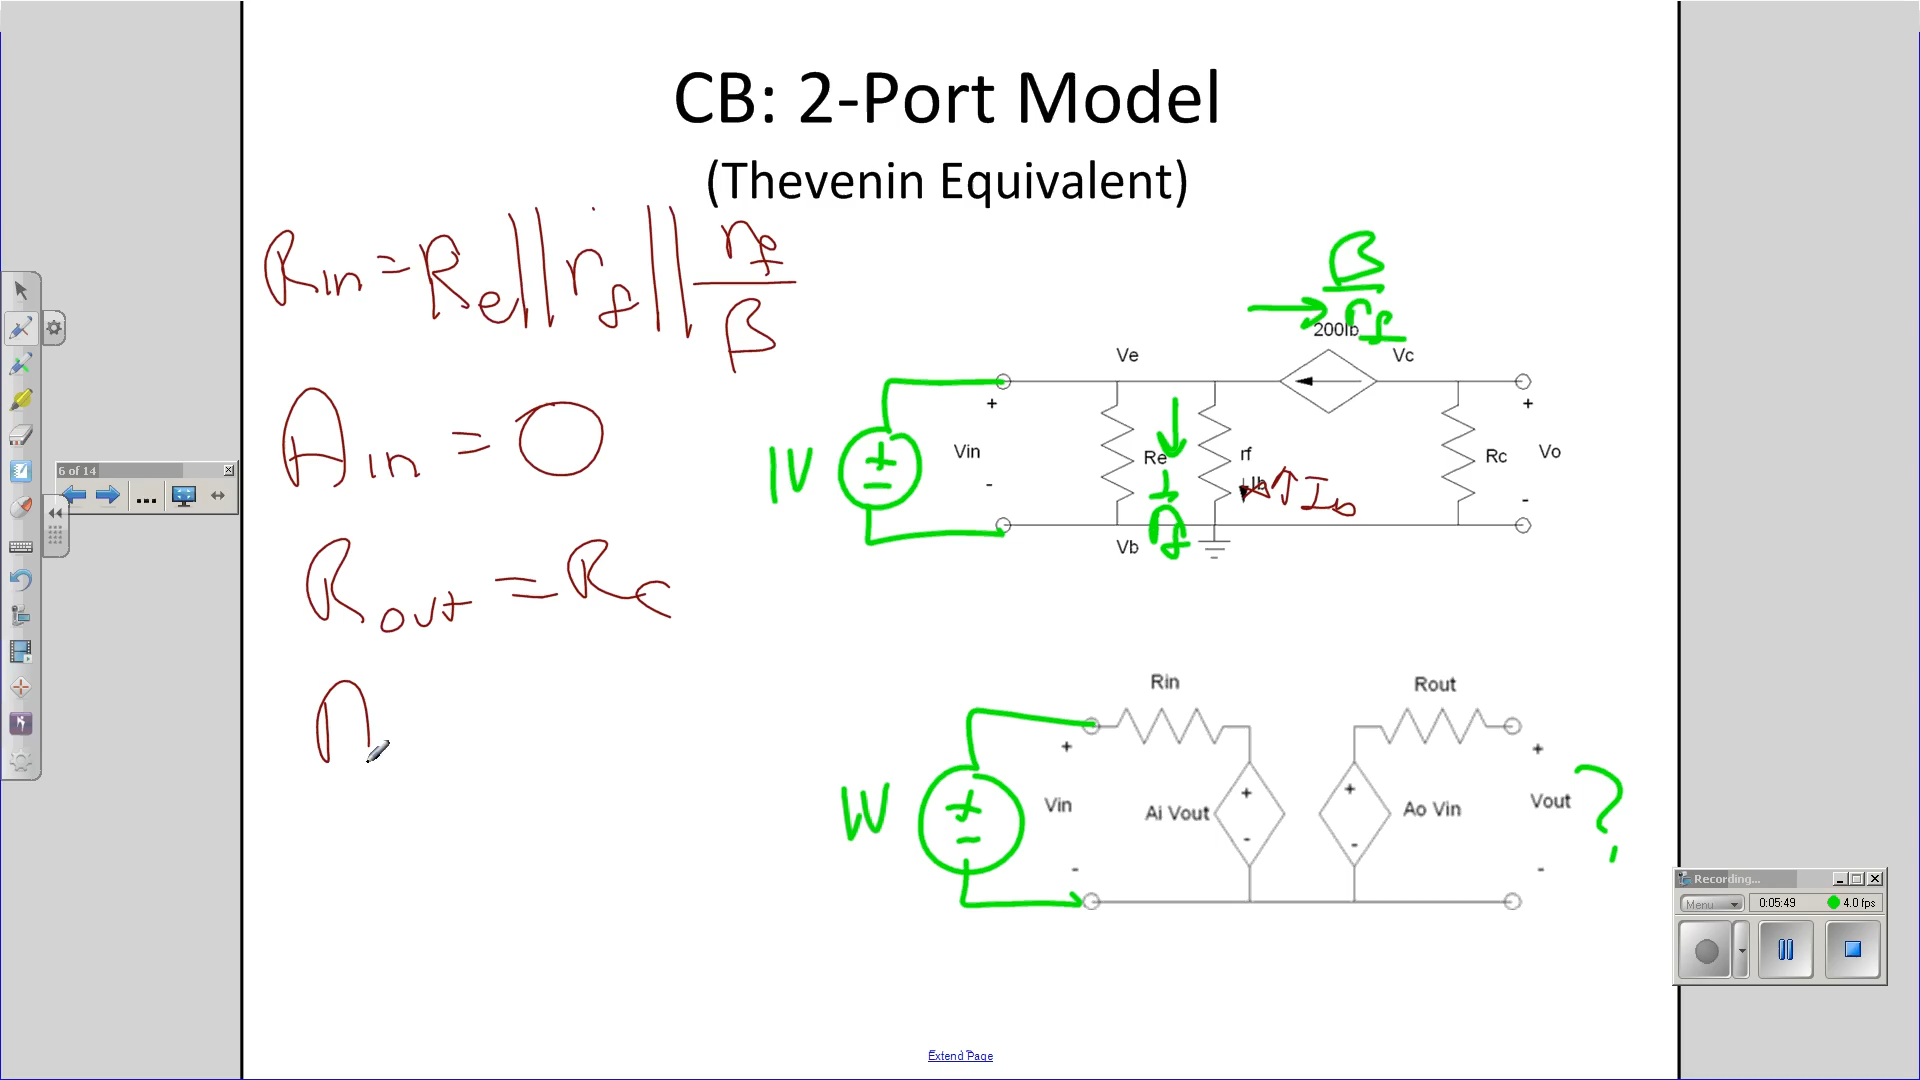 CB: 2-Port Model
(Thevenin Equivalent)
Rin = Re || rf || rf / β
Ain = 0
Rout = Rc
β
rf
200Ib
Ve
Vc
+
+
1V
+
−
Vin
Re
rf
Rc
Vo
-
-
1
rf
Ib
Vb
Rin
Rout
+
+
1V
+
−
Vin
Ai Vout
+
-
+
-
Ao Vin
Vout
?
-
-
6 of 14
...
Recording...
Menu
0:05:49
4.0 fps
Extend Page